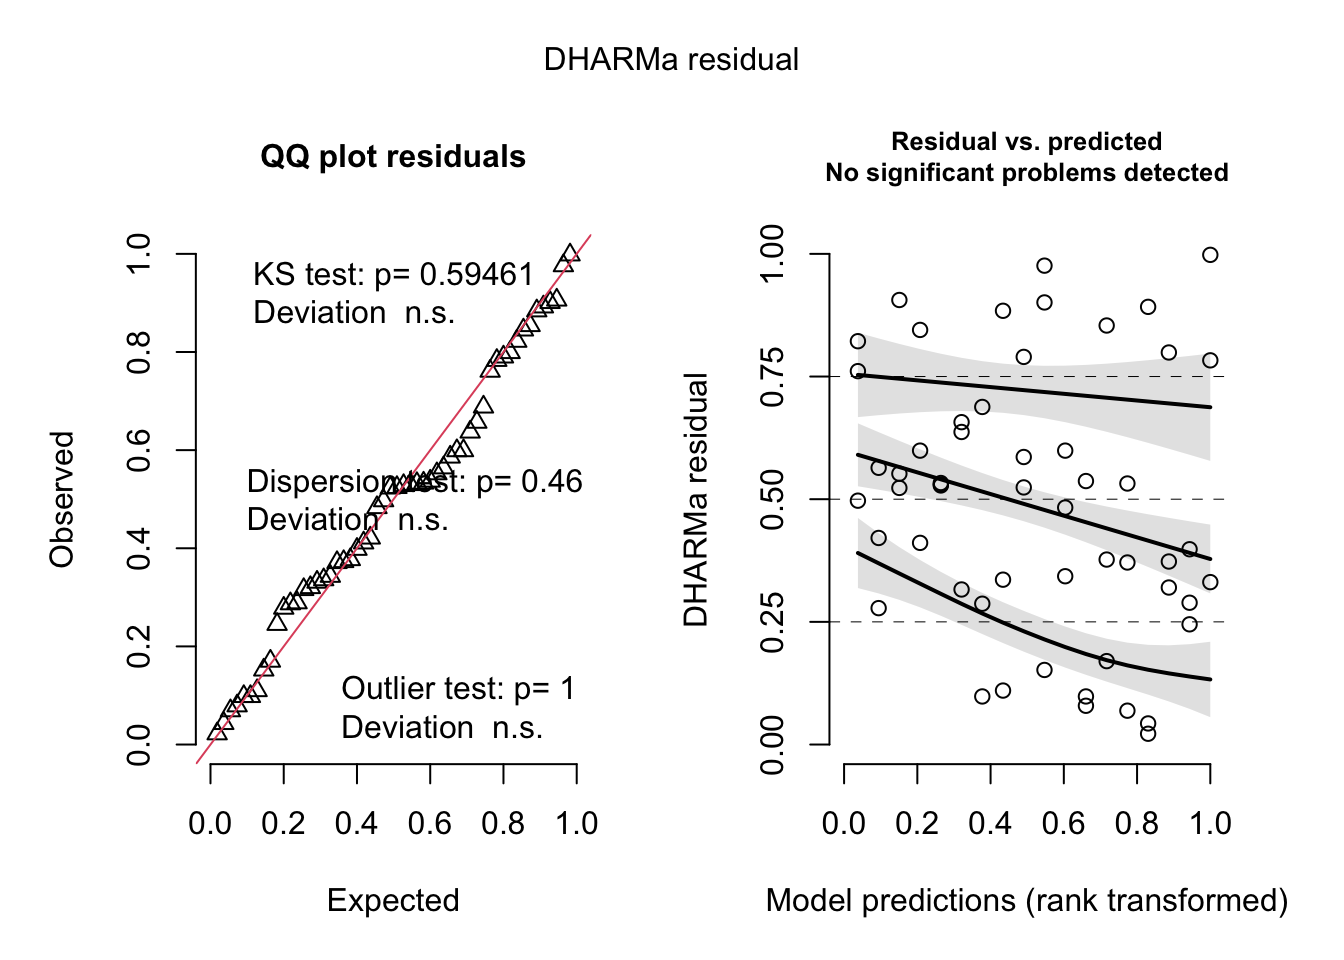 DHARMa residual
QQ plot residuals
KS test: p= 0.59461
Deviation  n.s.
Dispersion test: p= 0.46
Deviation  n.s.
Outlier test: p= 1
Deviation  n.s.
Observed
1.0
0.8
0.6
0.4
0.2
0.0
0.0 0.2 0.4 0.6 0.8 1.0
Expected
Residual vs. predicted
No significant problems detected
DHARMa residual
1.00
0.75
0.50
0.25
0.00
0.0 0.2 0.4 0.6 0.8 1.0
Model predictions (rank transformed)